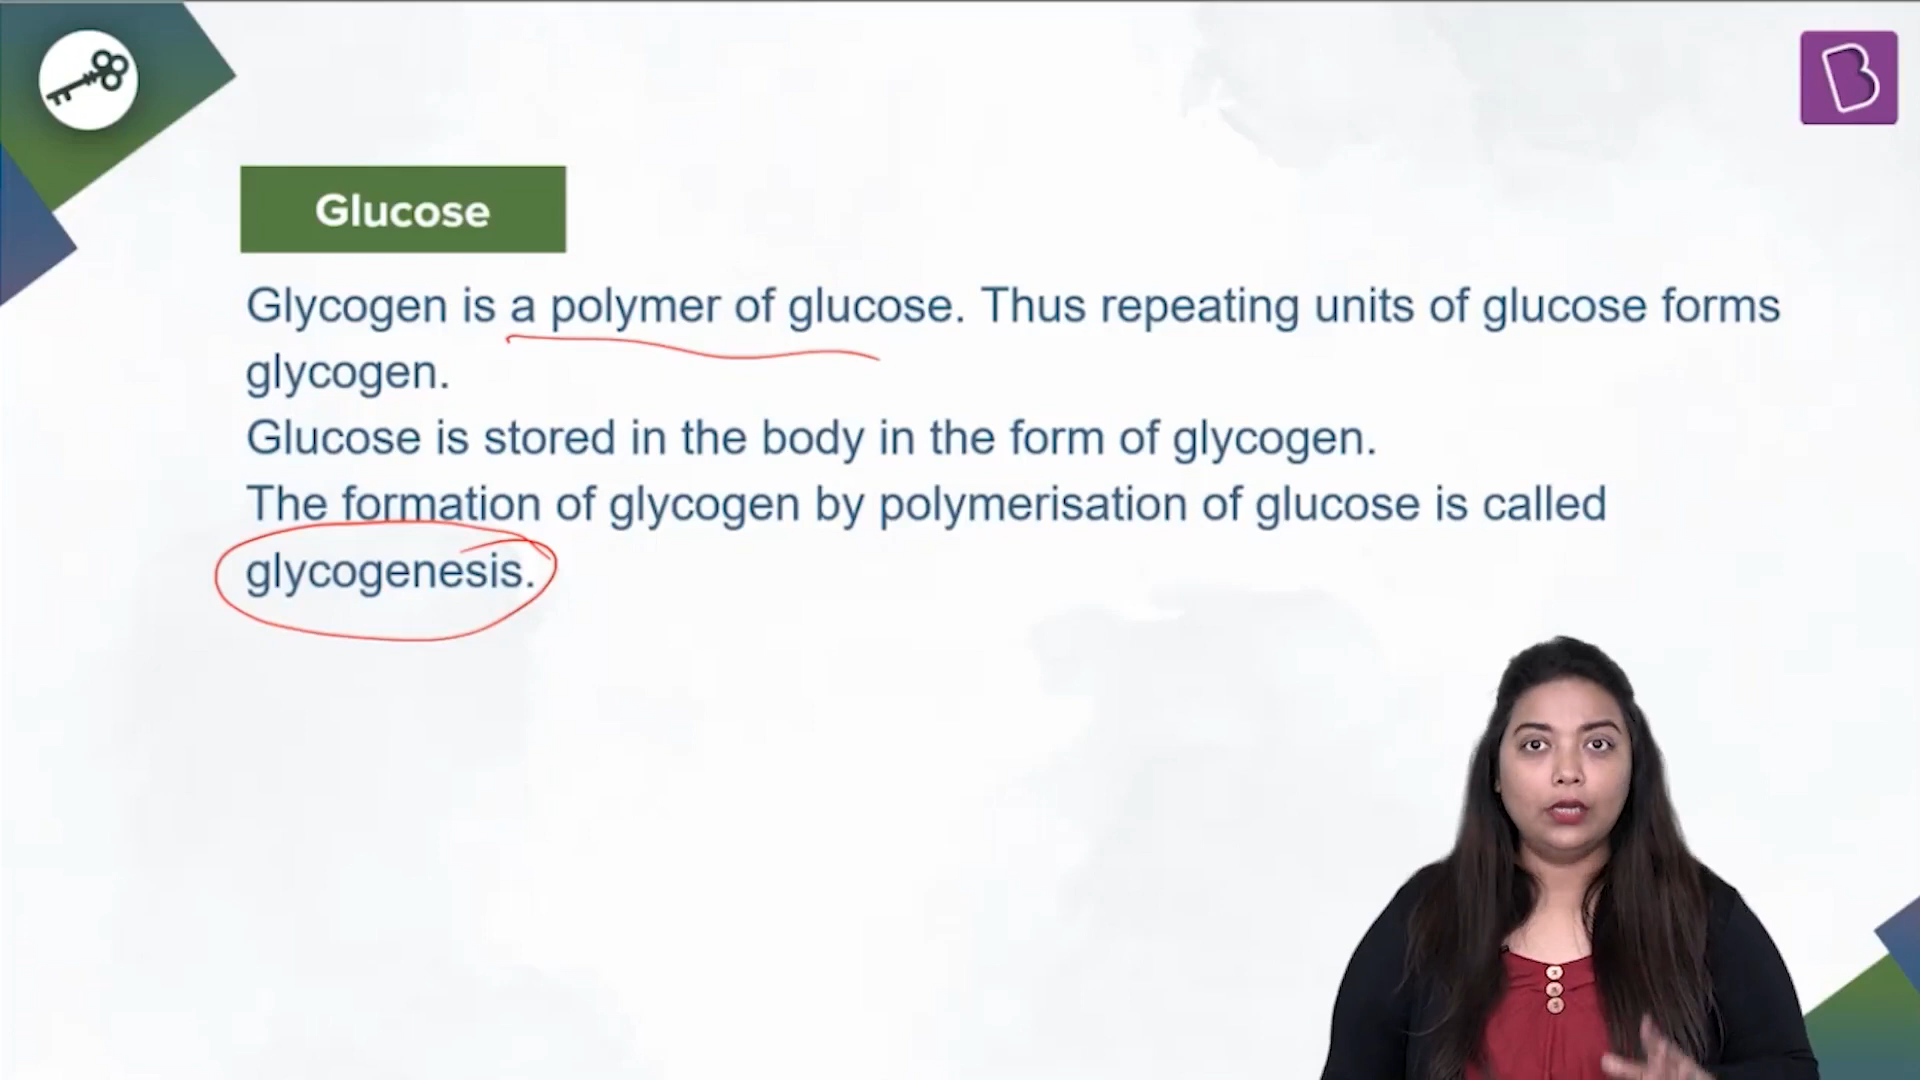 Glucose
Glycogen is a polymer of glucose. Thus repeating units of glucose forms
glycogen.
Glucose is stored in the body in the form of glycogen.
The formation of glycogen by polymerisation of glucose is called
glycogenesis.
B